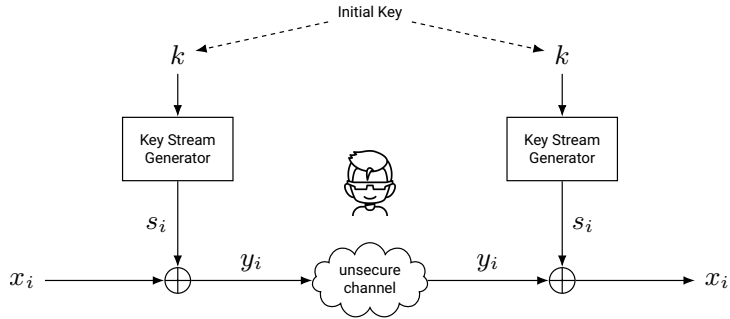 Initial Key
k k
Key Stream
Generator
Key Stream
Generator
s_i s_i
x_i y_i unsecure
channel y_i x_i